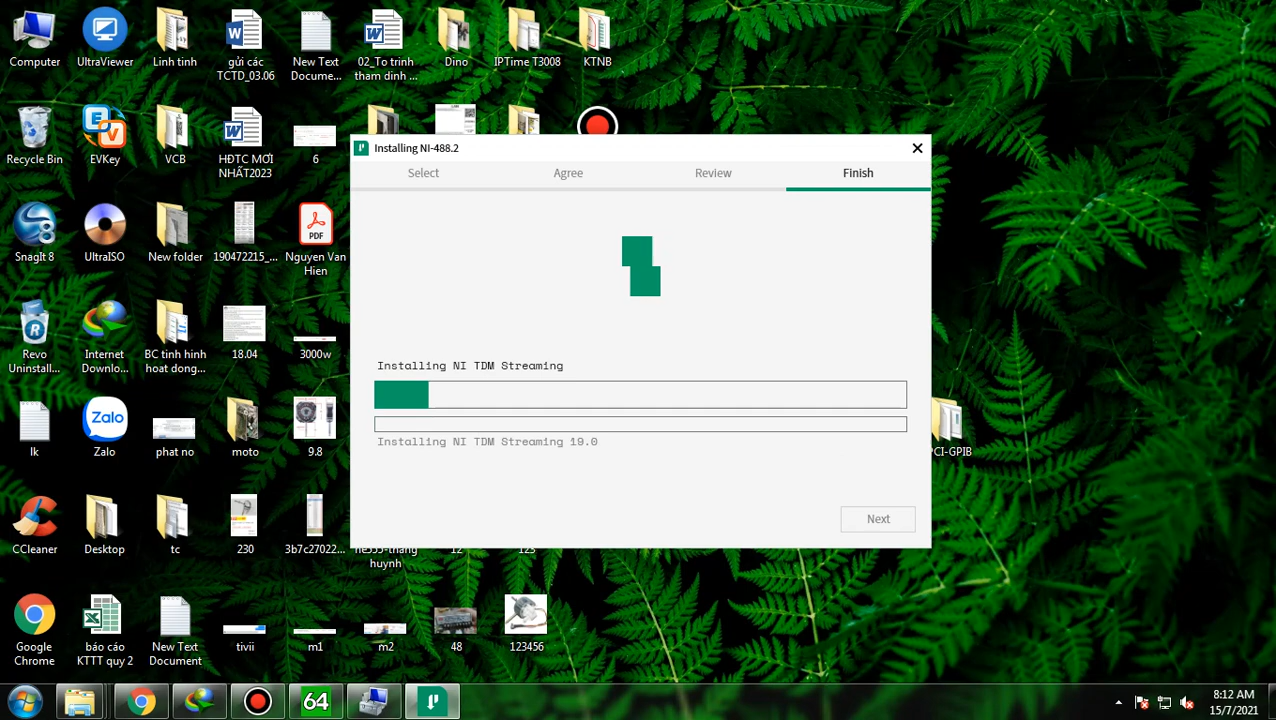 Computer
UltraViewer
Linh tinh
gửi các
TCTD_03.06
New Text
Docume...
02_To trinh
tham dinh ...
Dino
IPTime T3008
KTNB
Recycle Bin
EVKey
VCB
HĐTC MỚI
NHẤT2023
6
SnagIt 8
UltraISO
New folder
190472215_...
PDF
Nguyen Van
Hien
Revo
Uninstall...
Internet
Downlo...
BC tinh hinh
hoat dong...
18.04
3000w
lk
Zalo
Zalo
phat no
moto
9.8
PCI-GPIB
CCleaner
Desktop
tc
230
3b7c27022...
ne555-thang
huynh
12
123
Google
Chrome
báo cáo
KTTT quy 2
New Text
Document
tivii
m1
m2
48
123456
Installing NI-488.2
Select
Agree
Review
Finish
Installing NI TDM Streaming
Installing NI TDM Streaming 19.0
Next
64
8:12 AM
15/7/2021